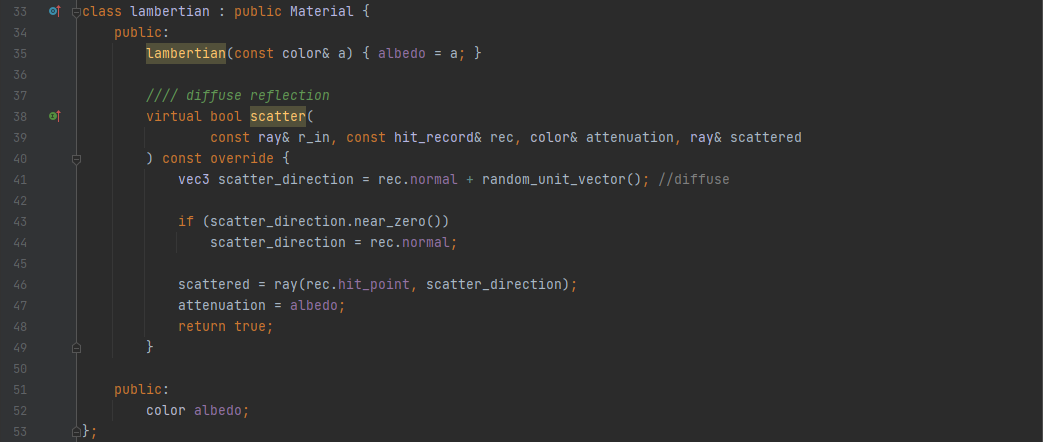 33 class lambertian : public Material {
34 public:
35 lambertian(const color& a) { albedo = a; }
36
37 //// diffuse reflection
38 virtual bool scatter(
39 const ray& r_in, const hit_record& rec, color& attenuation, ray& scattered
40 ) const override {
41 vec3 scatter_direction = rec.normal + random_unit_vector(); //diffuse
42
43 if (scatter_direction.near_zero())
44 scatter_direction = rec.normal;
45
46 scattered = ray(rec.hit_point, scatter_direction);
47 attenuation = albedo;
48 return true;
49 }
50
51 public:
52 color albedo;
53 };